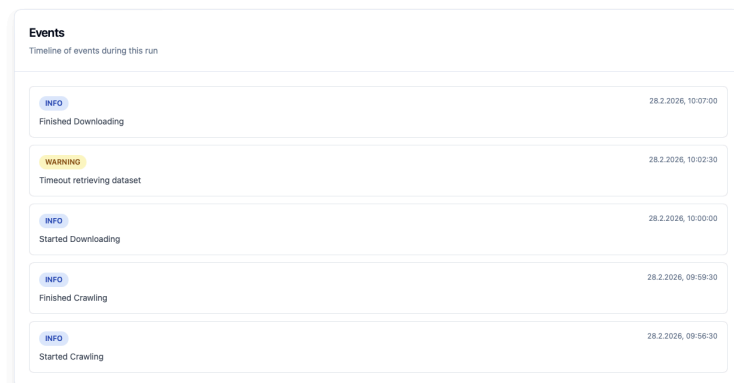 Events
Timeline of events during this run
INFO
28.2.2026, 10:07:00
Finished Downloading
WARNING
28.2.2026, 10:02:30
Timeout retrieving dataset
INFO
28.2.2026, 10:00:00
Started Downloading
INFO
28.2.2026, 09:59:30
Finished Crawling
INFO
28.2.2026, 09:56:30
Started Crawling